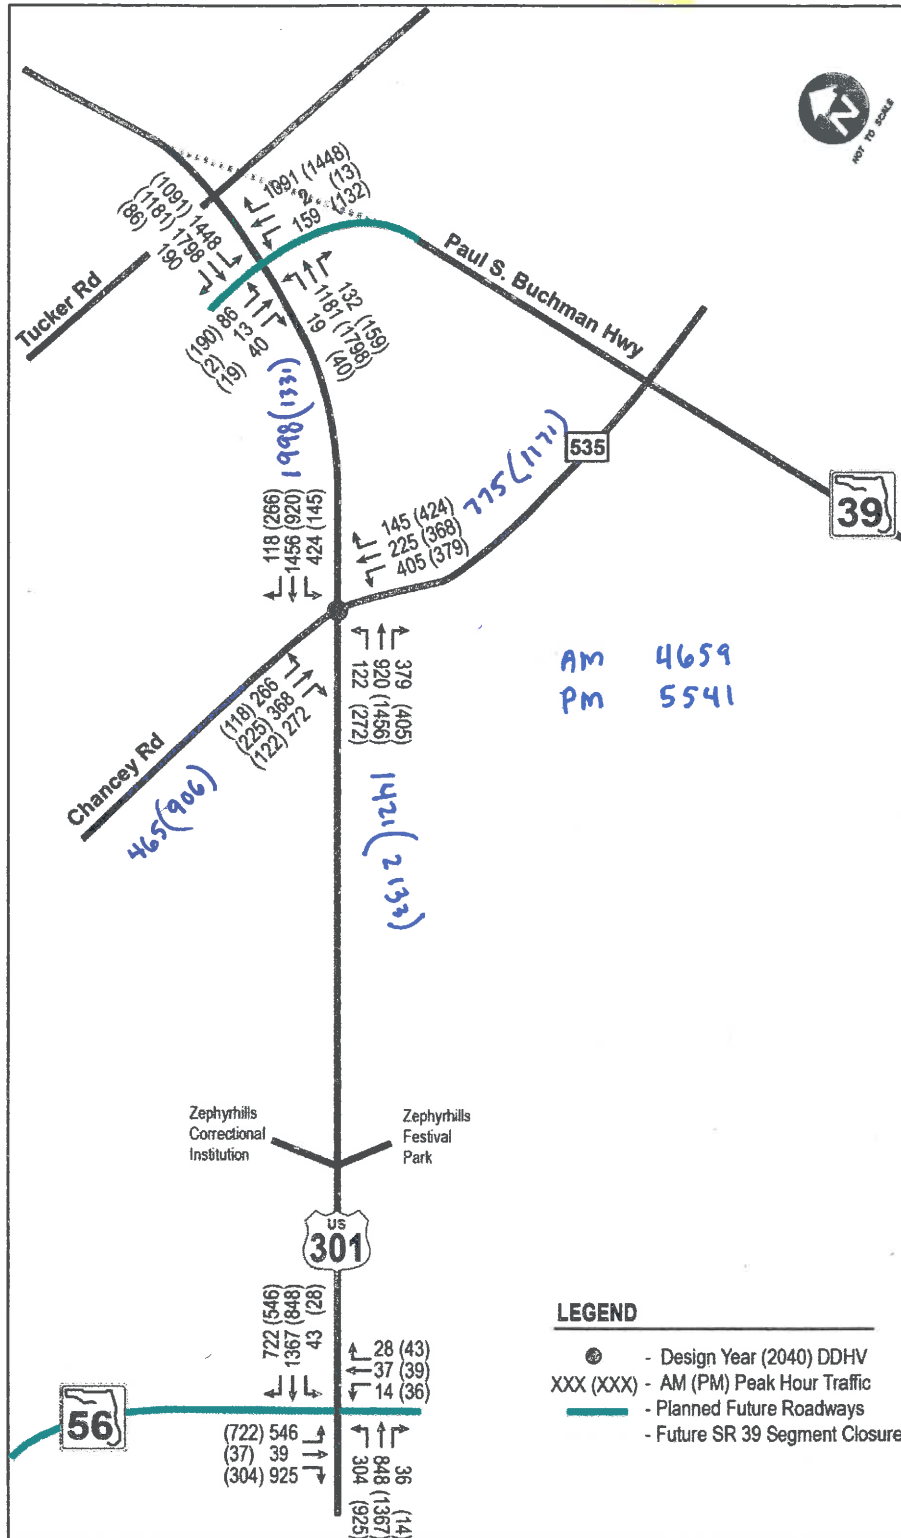 N
NOT TO SCALE
1091 (1448)
2 (13)
159 (132)
(1091) 1448
(1181) 1798
(86) 190
Tucker Rd
Paul S. Buchman Hwy
132 (159)
1181 (1798)
19 (40)
(190) 86
(2) 13
(19) 40
1998(1331)
775(1171)
535
39
118 (266)
1456 (920)
424 (145)
145 (424)
225 (368)
405 (379)
379 (405)
920 (1456)
122 (272)
(118) 266
(225) 368
(122) 272
AM 4659
PM 5541
Chancey Rd
465(906)
1421(2133)
Zephyrhills
Correctional
Institution
Zephyrhills
Festival
Park
US
301
722 (546)
1367 (848)
43 (28)
28 (43)
37 (39)
14 (36)
56
(722) 546
(37) 39
(304) 925
36 (14)
848 (1367)
304 (925)
LEGEND
- Design Year (2040) DDHV
XXX (XXX) - AM (PM) Peak Hour Traffic
- Planned Future Roadways
- Future SR 39 Segment Closure